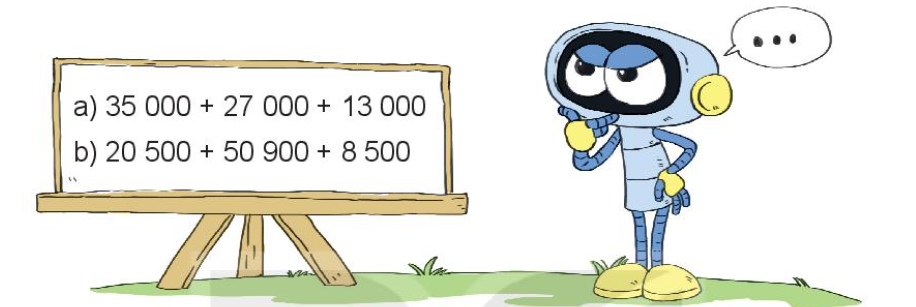 a) 35 000 + 27 000 + 13 000
b) 20 500 + 50 900 + 8 500